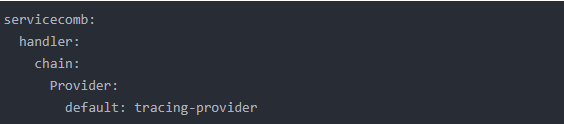 servicecomb:
  handler:
    chain:
      Provider:
        default: tracing-provider